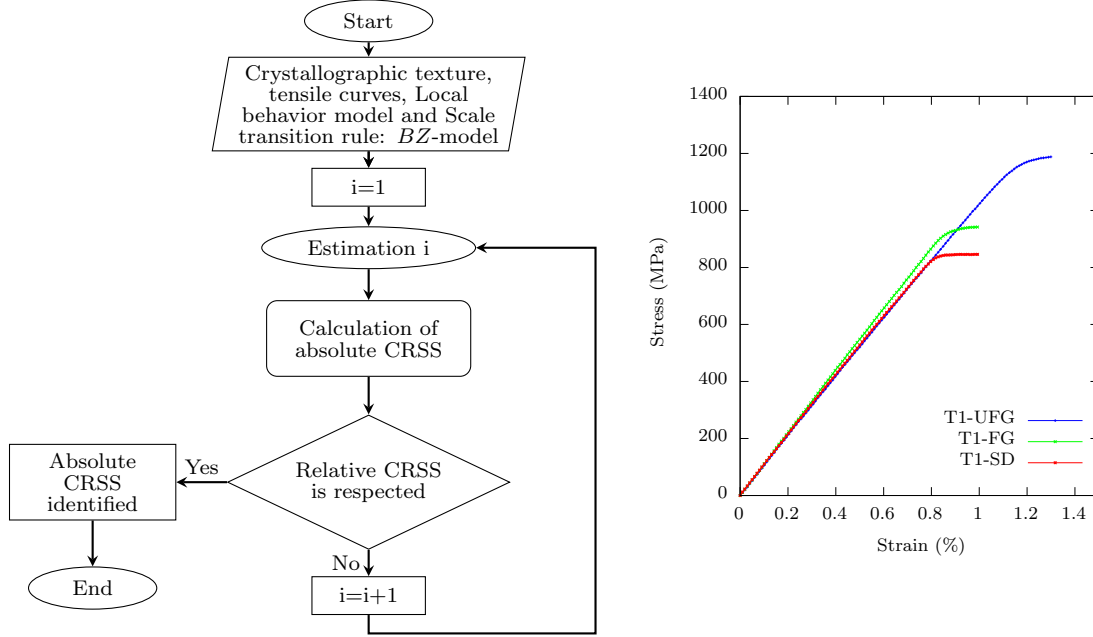 Start
Crystallographic texture,
tensile curves, Local
behavior model and Scale
transition rule: BZ-model
i=1
Estimation i
Calculation of
absolute CRSS
Relative CRSS
is respected
Yes
Absolute
CRSS
identified
End
No
i=i+1
1400
1200
1000
800
600
400
200
0
Stress (MPa)
0 0.2 0.4 0.6 0.8 1 1.2 1.4
Strain (%)
T1-UFG
T1-FG
T1-SD